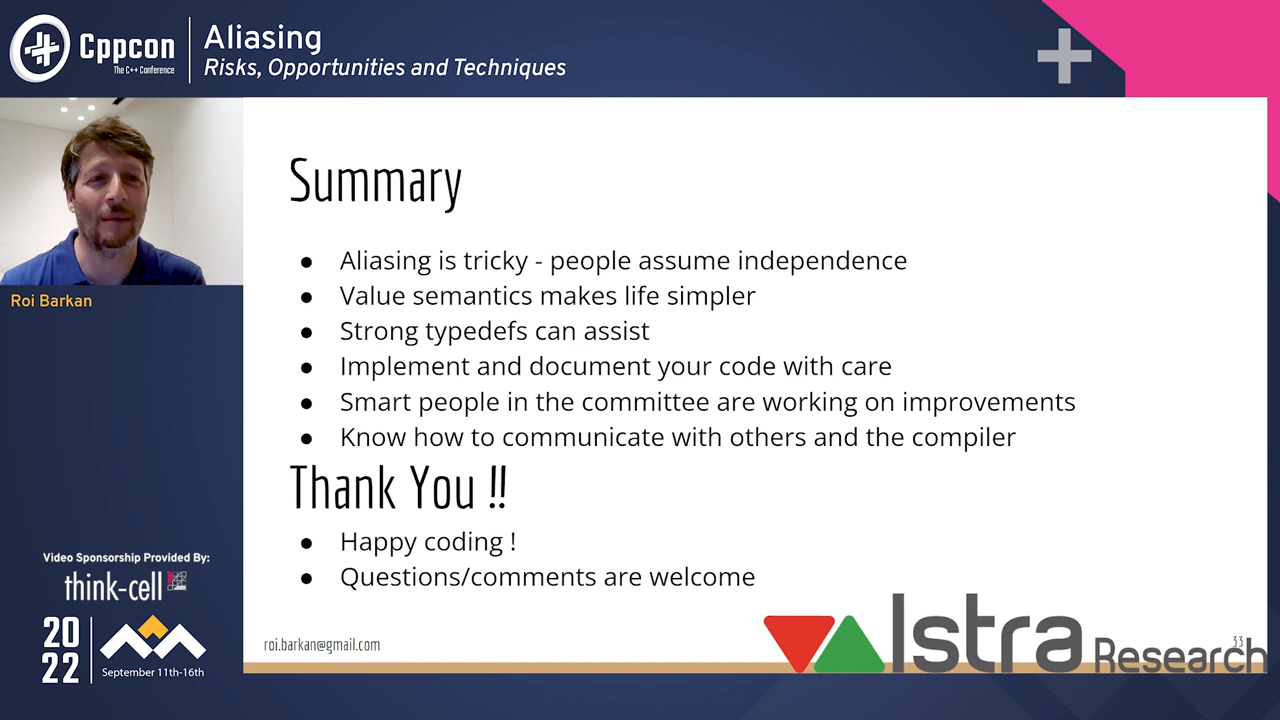 Cppcon
The C++ Conference
Aliasing
Risks, Opportunities and Techniques
Roi Barkan
Summary
● Aliasing is tricky - people assume independence
● Value semantics makes life simpler
● Strong typedefs can assist
● Implement and document your code with care
● Smart people in the committee are working on improvements
● Know how to communicate with others and the compiler
Thank You !!
● Happy coding !
● Questions/comments are welcome
Video Sponsorship Provided By:
think-cell
20
22
September 11th-16th
roi.barkan@gmail.com
Istra Research
33